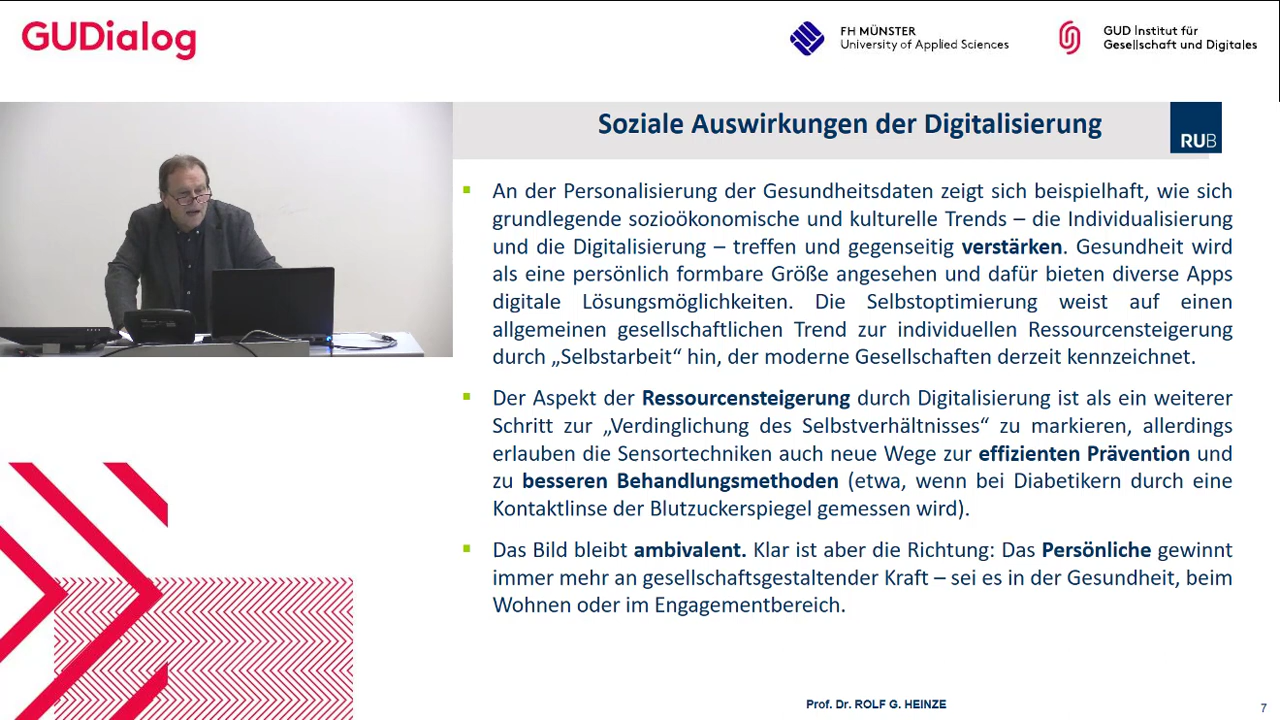 GUDialog
FH MÜNSTER
University of Applied Sciences
GUD Institut für
Gesellschaft und Digitales
Soziale Auswirkungen der Digitalisierung
RUB
An der Personalisierung der Gesundheitsdaten zeigt sich beispielhaft, wie sich
grundlegende sozioökonomische und kulturelle Trends – die Individualisierung
und die Digitalisierung – treffen und gegenseitig verstärken. Gesundheit wird
als eine persönlich formbare Größe angesehen und dafür bieten diverse Apps
digitale Lösungsmöglichkeiten. Die Selbstoptimierung weist auf einen
allgemeinen gesellschaftlichen Trend zur individuellen Ressourcensteigerung
durch „Selbstarbeit“ hin, der moderne Gesellschaften derzeit kennzeichnet.
Der Aspekt der Ressourcensteigerung durch Digitalisierung ist als ein weiterer
Schritt zur „Verdinglichung des Selbstverhältnisses“ zu markieren, allerdings
erlauben die Sensortechniken auch neue Wege zur effizienten Prävention und
zu besseren Behandlungsmethoden (etwa, wenn bei Diabetikern durch eine
Kontaktlinse der Blutzuckerspiegel gemessen wird).
Das Bild bleibt ambivalent. Klar ist aber die Richtung: Das Persönliche gewinnt
immer mehr an gesellschaftsgestaltender Kraft – sei es in der Gesundheit, beim
Wohnen oder im Engagementbereich.
Prof. Dr. ROLF G. HEINZE
7